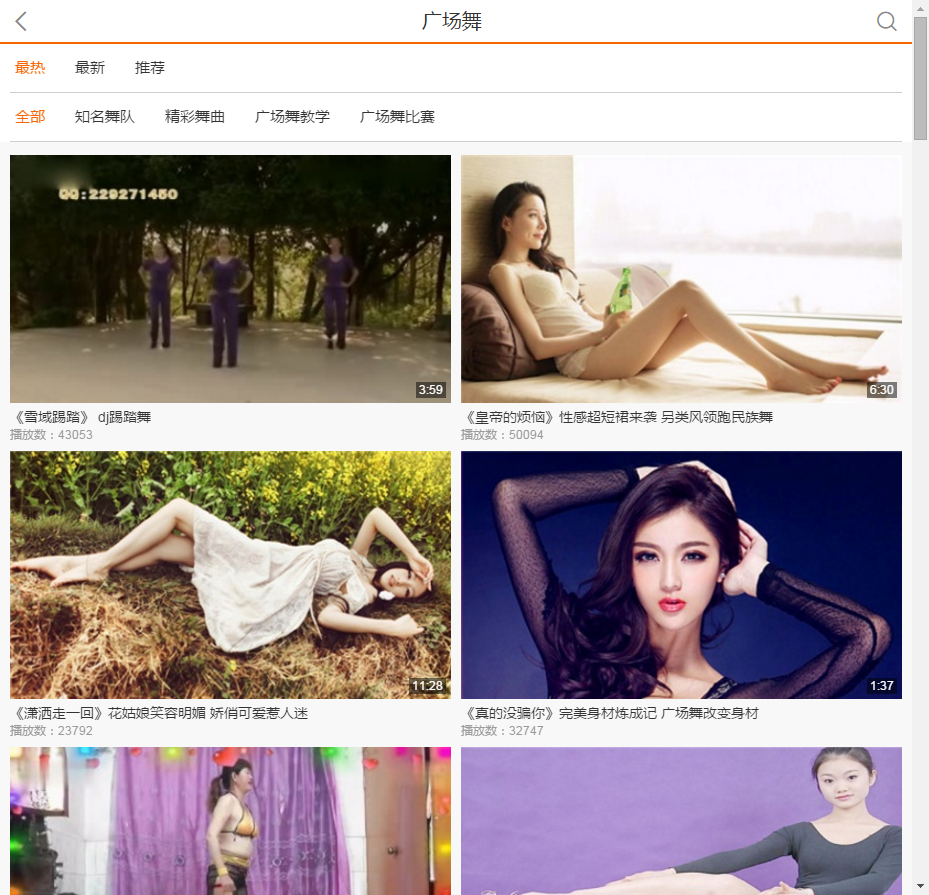 广场舞
最热 最新 推荐
全部 知名舞队 精彩舞曲 广场舞教学 广场舞比赛
QQ:229271450
3:59
6:30
《雪域踢踏》 dj踢踏舞
播放数：43053
《皇帝的烦恼》性感超短裙来袭 另类风领跑民族舞
播放数：50094
11:28
1:37
《潇洒走一回》花姑娘笑容明媚 娇俏可爱惹人迷
播放数：23792
《真的没骗你》完美身材炼成记 广场舞改变身材
播放数：32747